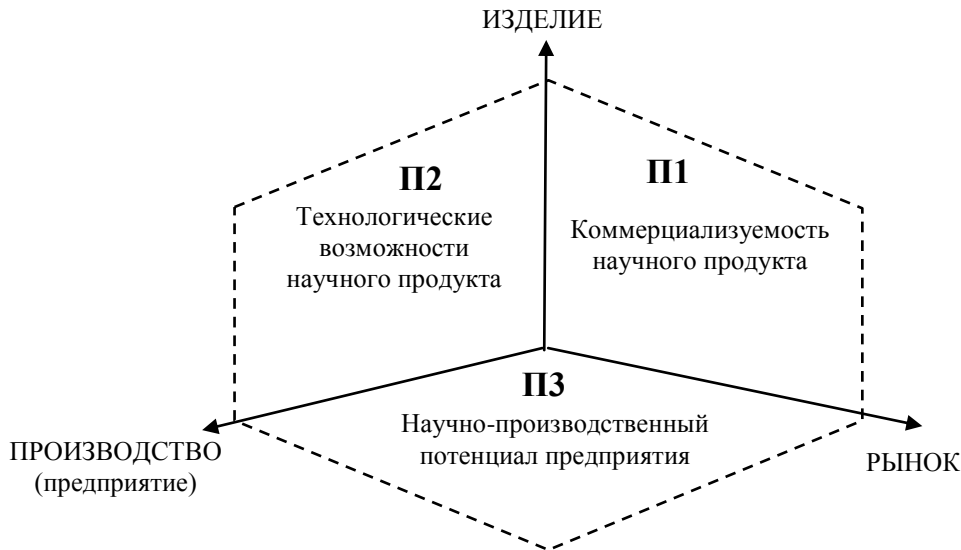 ИЗДЕЛИЕ
П2
Технологические
возможности
научного продукта
П1
Коммерциализуемость
научного продукта
П3
Научно-производственный
потенциал предприятия
ПРОИЗВОДСТВО
(предприятие)
РЫНОК